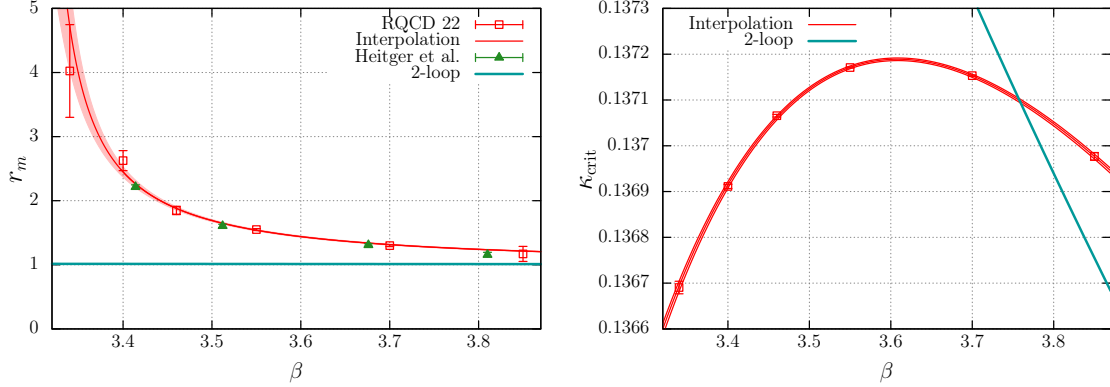 5
4
3
2
1
0
r_m
3.4
3.5
3.6
3.7
3.8
β
RQCD 22
Interpolation
Heitger et al.
2-loop
0.1373
0.1372
0.1371
0.137
0.1369
0.1368
0.1367
0.1366
κ_crit
3.4
3.5
3.6
3.7
3.8
β
Interpolation
2-loop